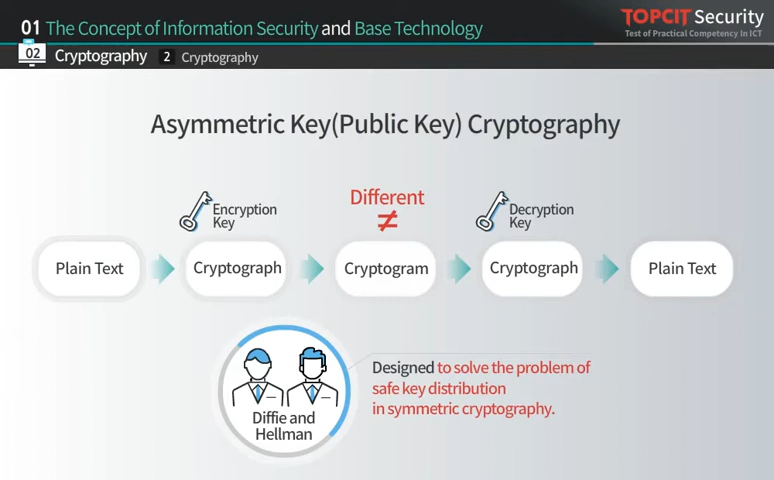 01 The Concept of Information Security and Base Technology
TOPCIT Security
Test of Practical Competency In ICT
02 Cryptography 2 Cryptography
Asymmetric Key(Public Key) Cryptography
Encryption
Key
Different
≠
Decryption
Key
Plain Text
Cryptograph
Cryptogram
Cryptograph
Plain Text
Diffie and
Hellman
Designed to solve the problem of
safe key distribution
in symmetric cryptography.